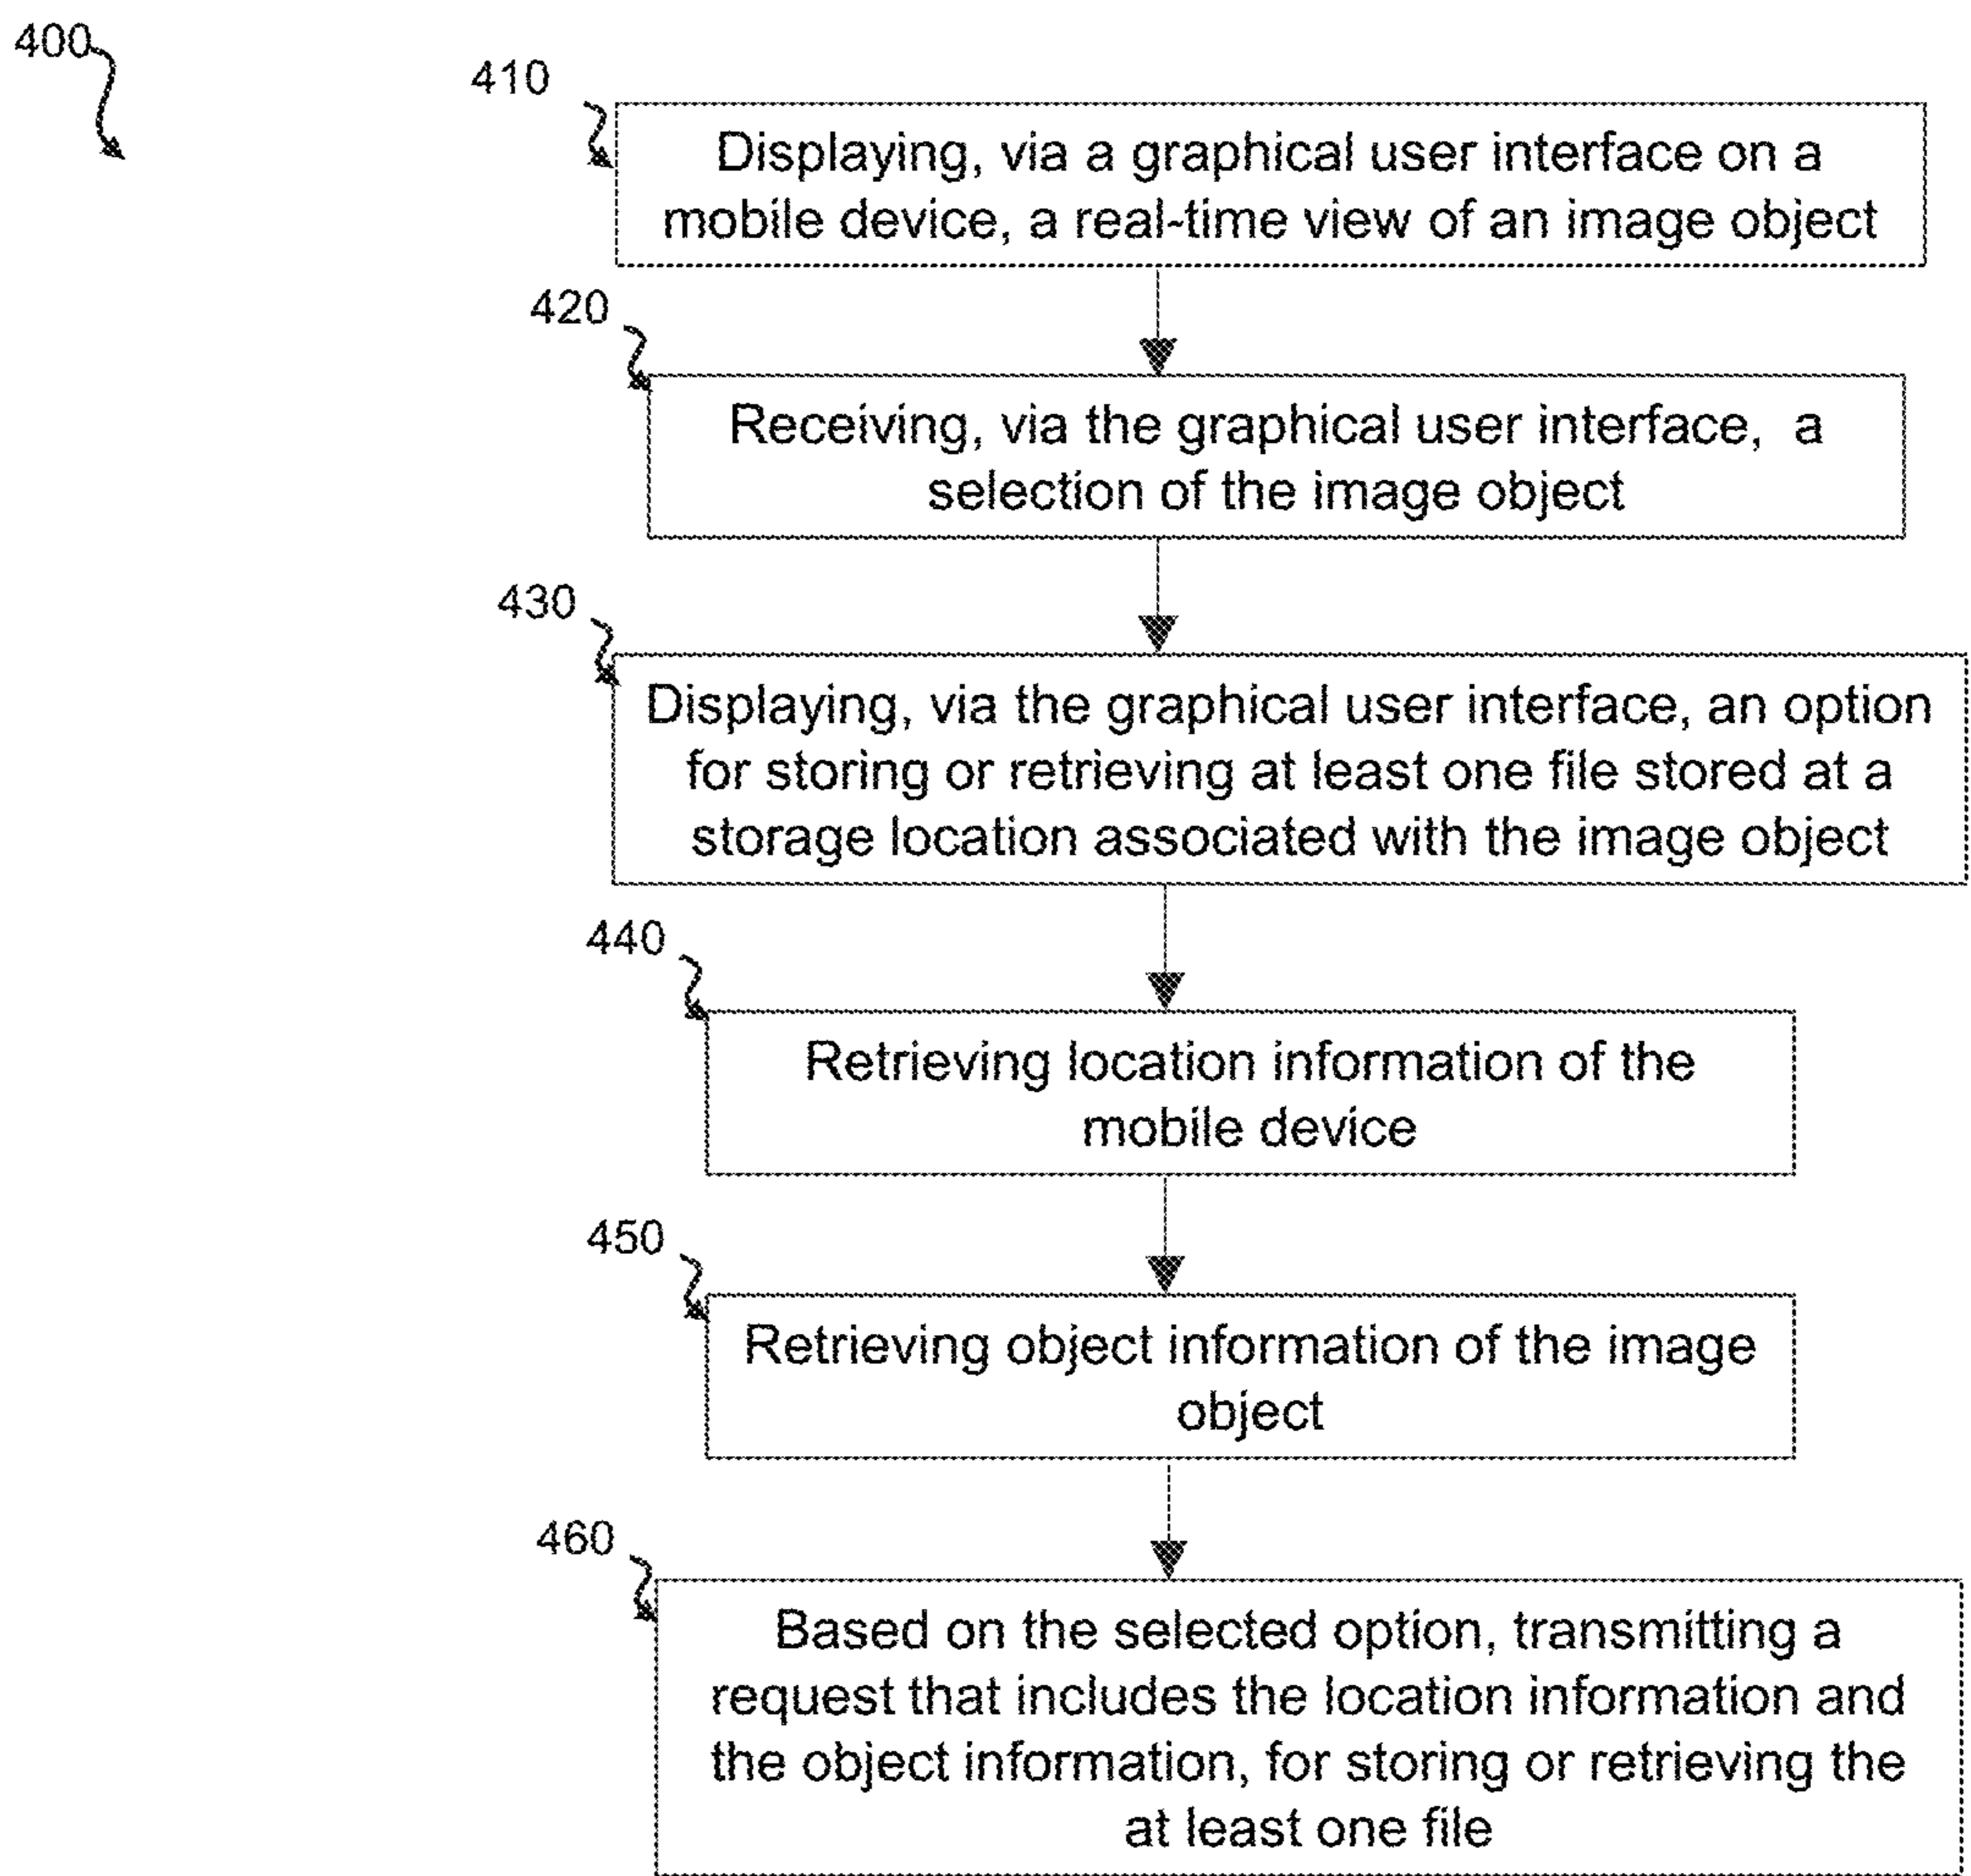 400
410
Displaying, via a graphical user interface on a
mobile device, a real-time view of an image object
420
Receiving, via the graphical user interface, a
selection of the image object
430
Displaying, via the graphical user interface, an option
for storing or retrieving at least one file stored at a
storage location associated with the image object
440
Retrieving location information of the
mobile device
450
Retrieving object information of the image
object
460
Based on the selected option, transmitting a
request that includes the location information and
the object information, for storing or retrieving the
at least one file